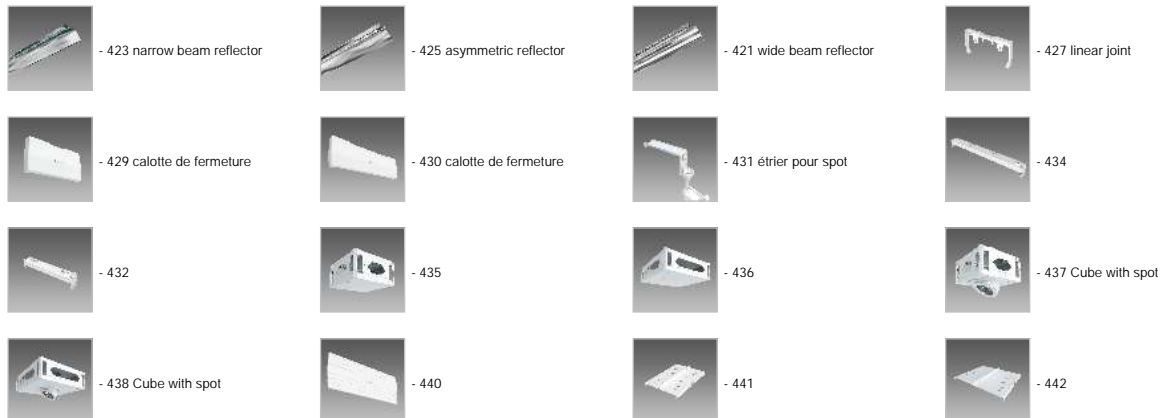 - 423 narrow beam reflector
- 425 asymmetric reflector
- 421 wide beam reflector
- 427 linear joint
- 429 calotte de fermeture
- 430 calotte de fermeture
- 431 étrier pour spot
- 434
- 432
- 435
- 436
- 437 Cube with spot
- 438 Cube with spot
- 440
- 441
- 442